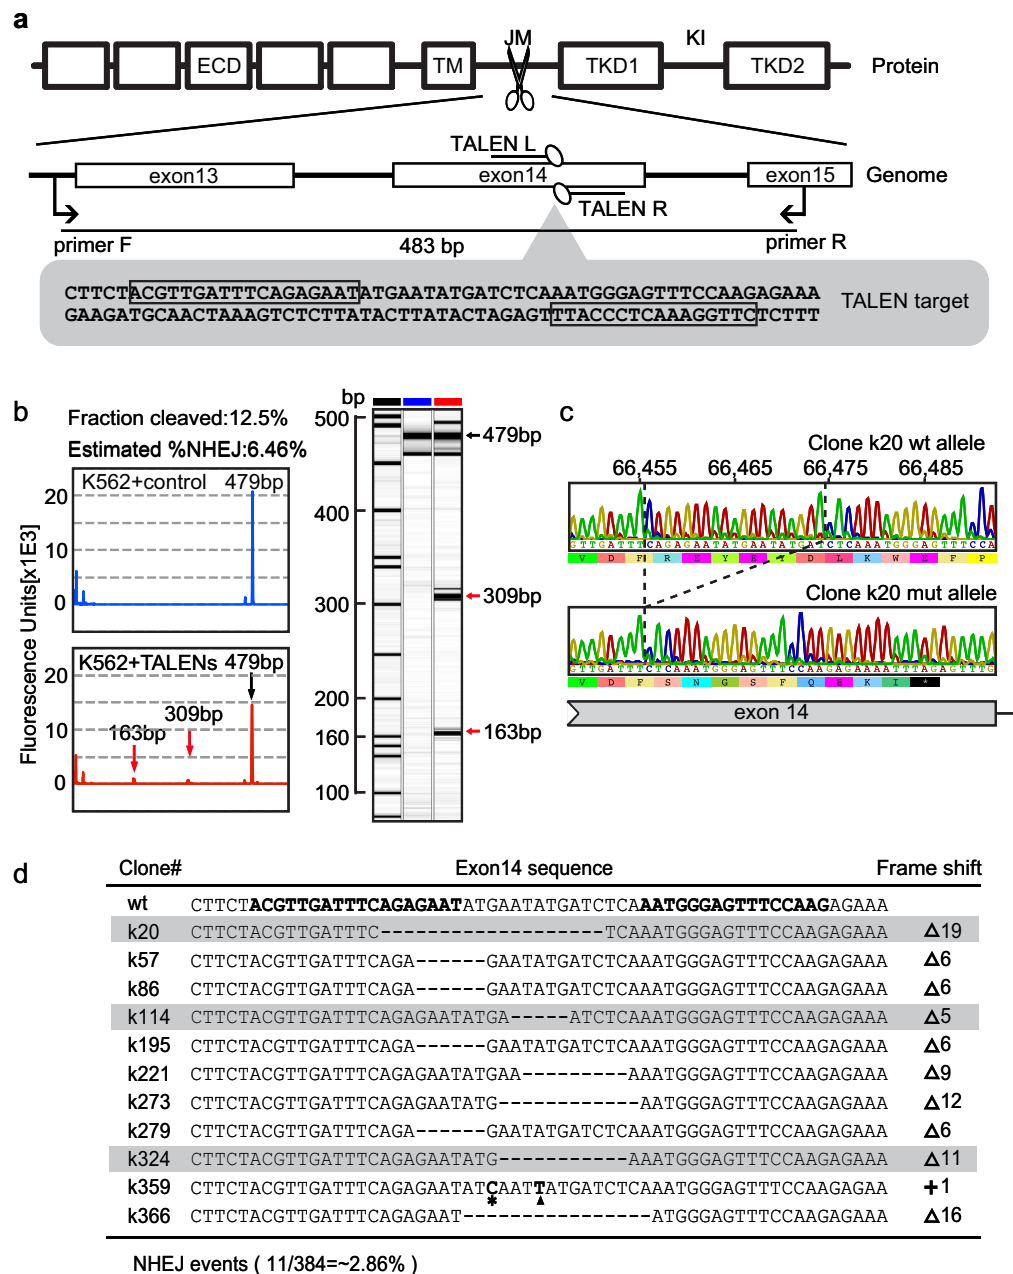 a
JM
KI
ECD
TM
TKD1
TKD2
Protein
TALEN L
exon13
exon14
exon15
Genome
TALEN R
primer F
483 bp
primer R
CTTCTACGTTGATTTCAGAGAATATGAATATGATCTCAAATGGGAGTTTCCAAGAGAAA
GAAGATGCAACTAAAGTCTCTTATACTTATACTAGAGTTTACCCTCAAAGGTTCTCTTT
TALEN target
b
Fraction cleaved:12.5%
Estimated %NHEJ:6.46%
Fluorescence Units[x1E3]
K562+control
479bp
20
10
0
K562+TALENs
479bp
309bp
163bp
20
10
0
bp
500
400
300
200
160
100
479bp
309bp
163bp
c
Clone k20 wt allele
66,455 66,465 66,475 66,485
GTTGATTTCAGAGAATATGAATATGATCTCAAATGGGAGTTTCCA
V D F R E Y E Y D L K W E F P
Clone k20 mut allele
GTTGATTTCTCAAATGGGAGTTTCCAAGAGAAAATTTAGAGTTTG
V D F S N G S F Q E K I *
exon 14
d
Clone# Exon14 sequence Frame shift
wt CTTCTACGTTGATTTCAGAGAATATGAATATGATCTCAAATGGGAGTTTCCAAGAGAAA
k20 CTTCTACGTTGATTTC-------------------TCAAATGGGAGTTTCCAAGAGAAA Δ19
k57 CTTCTACGTTGATTTCAGA------GAATATGATCTCAAATGGGAGTTTCCAAGAGAAA Δ6
k86 CTTCTACGTTGATTTCAGA------GAATATGATCTCAAATGGGAGTTTCCAAGAGAAA Δ6
k114 CTTCTACGTTGATTTCAGAGAATATGA-----ATCTCAAATGGGAGTTTCCAAGAGAAA Δ5
k195 CTTCTACGTTGATTTCAGA------GAATATGATCTCAAATGGGAGTTTCCAAGAGAAA Δ6
k221 CTTCTACGTTGATTTCAGAGAATATGAA---------AAATGGGAGTTTCCAAGAGAAA Δ9
k273 CTTCTACGTTGATTTCAGAGAATATG------------AATGGGAGTTTCCAAGAGAAA Δ12
k279 CTTCTACGTTGATTTCAGA------GAATATGATCTCAAATGGGAGTTTCCAAGAGAAA Δ6
k324 CTTCTACGTTGATTTCAGAGAATATG-----------AAATGGGAGTTTCCAAGAGAAA Δ11
k359 CTTCTACGTTGATTTCAGAGAATATCAATTATGATCTCAAATGGGAGTTTCCAAGAGAA +1
* ▲
k366 CTTCTACGTTGATTTCAGAGAAT----------------ATGGGAGTTTCCAAGAGAAA Δ16
NHEJ events ( 11/384=~2.86% )